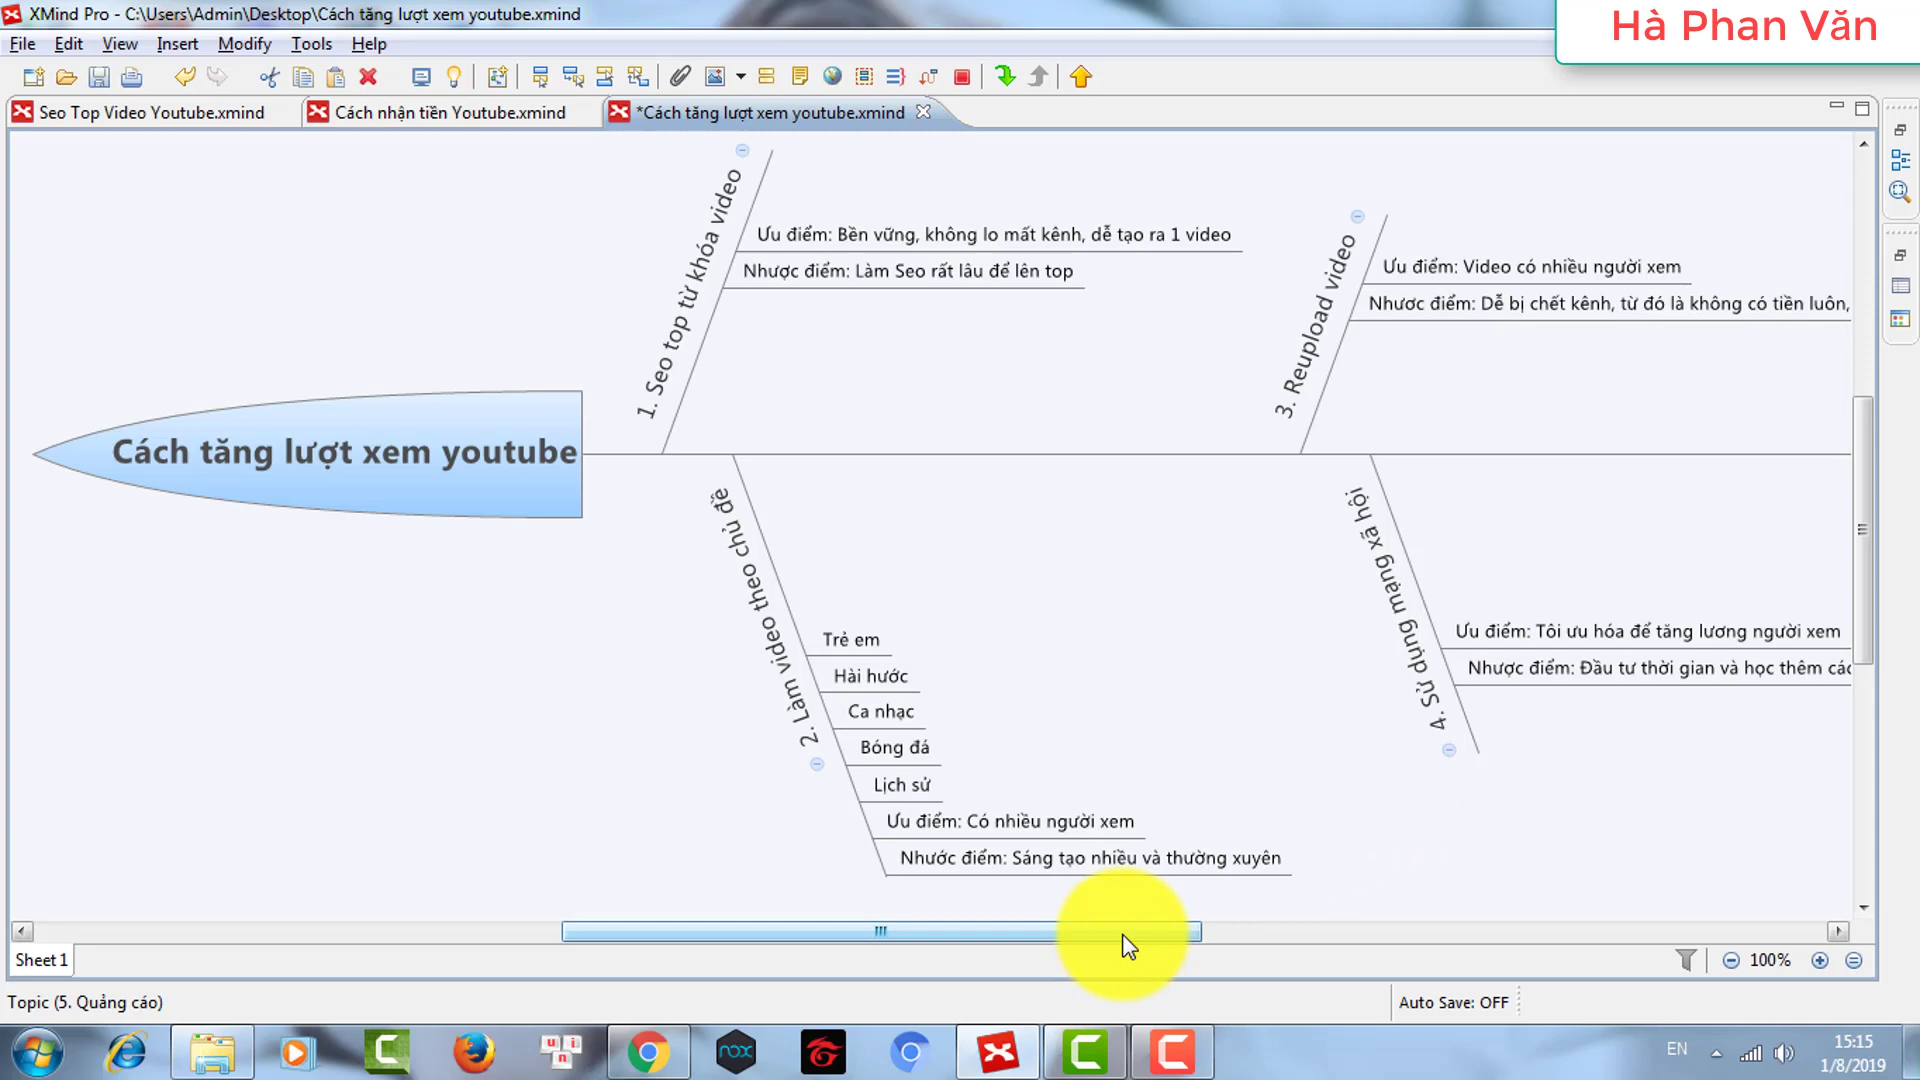 XMind Pro - C:\Users\Admin\Desktop\Cách tăng lượt xem youtube.xmind
Hà Phan Văn
File Edit View Insert Modify Tools Help
Seo Top Video Youtube.xmind
Cách nhận tiền Youtube.xmind
*Cách tăng lượt xem youtube.xmind
Cách tăng lượt xem youtube
1. Seo top từ khóa video
Ưu điểm: Bền vững, không lo mất kênh, dễ tạo ra 1 video
Nhược điểm: Làm Seo rất lâu để lên top
2. Làm video theo chủ đề
Trẻ em
Hài hước
Ca nhạc
Bóng đá
Lịch sử
Ưu điểm: Có nhiều người xem
Nhước điểm: Sáng tạo nhiều và thường xuyên
3. Reupload video
Ưu điểm: Video có nhiều người xem
Nhươc điểm: Dễ bị chết kênh, từ đó là không có tiền luôn,
4. Sử dụng mạng xã hội
Ưu điểm: Tôi ưu hóa để tăng lương người xem
Nhược điểm: Đầu tư thời gian và học thêm các
Sheet 1
100%
Topic (5. Quảng cáo)
Auto Save: OFF
u n i n
nox
EN
15:15
1/8/2019